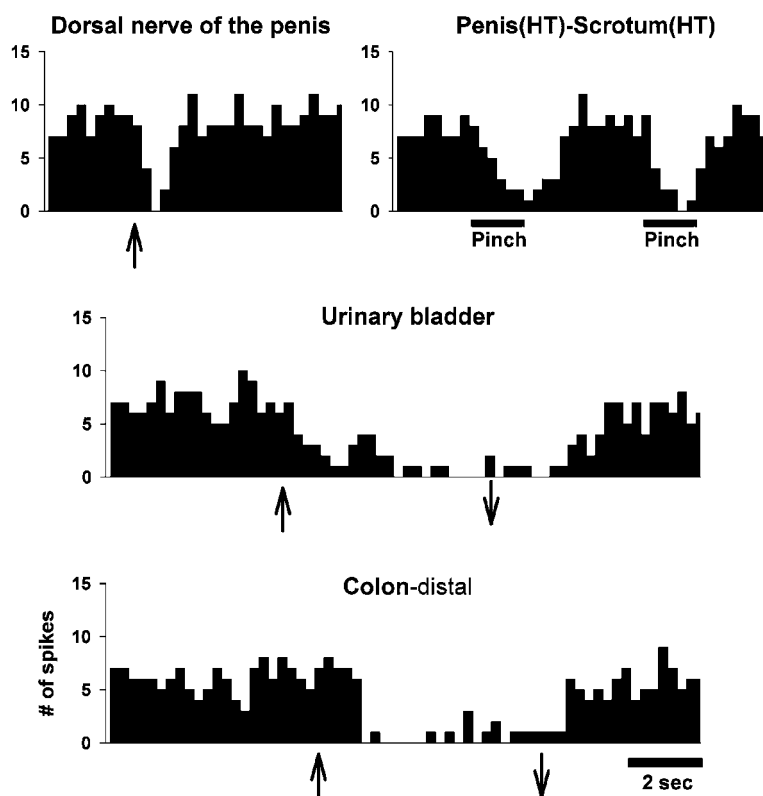 Dorsal nerve of the penis
Penis(HT)-Scrotum(HT)
15
10
5
0
15
10
5
0
Pinch
Pinch
Urinary bladder
15
10
5
0
Colon-distal
# of spikes
15
10
5
0
2 sec